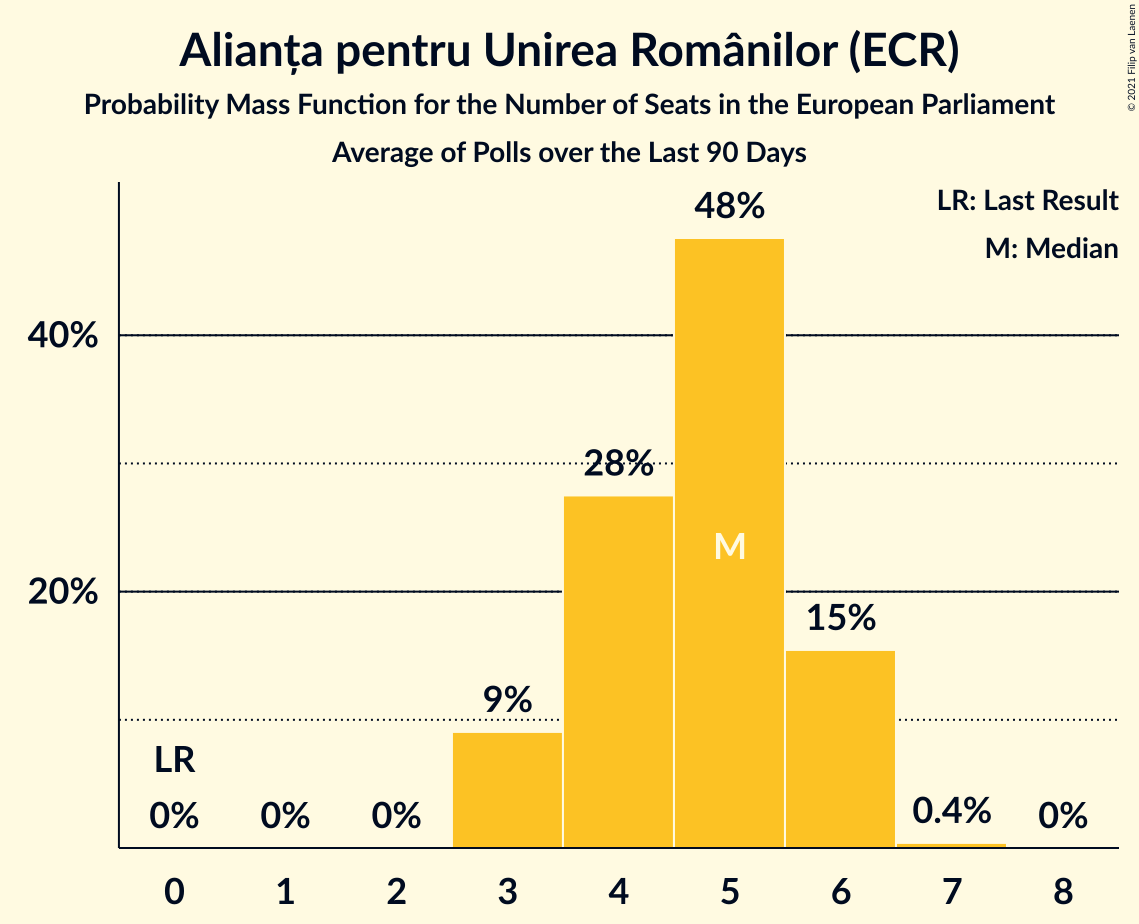 Alianța pentru Unirea Românilor (ECR)
Probability Mass Function for the Number of Seats in the European Parliament
Average of Polls over the Last 90 Days
© 2021 Filip van Laenen
LR: Last Result
M: Median
48%
40%
28%
M
20%
15%
9%
LR
0% 0% 0% 0.4% 0%
0 1 2 3 4 5 6 7 8